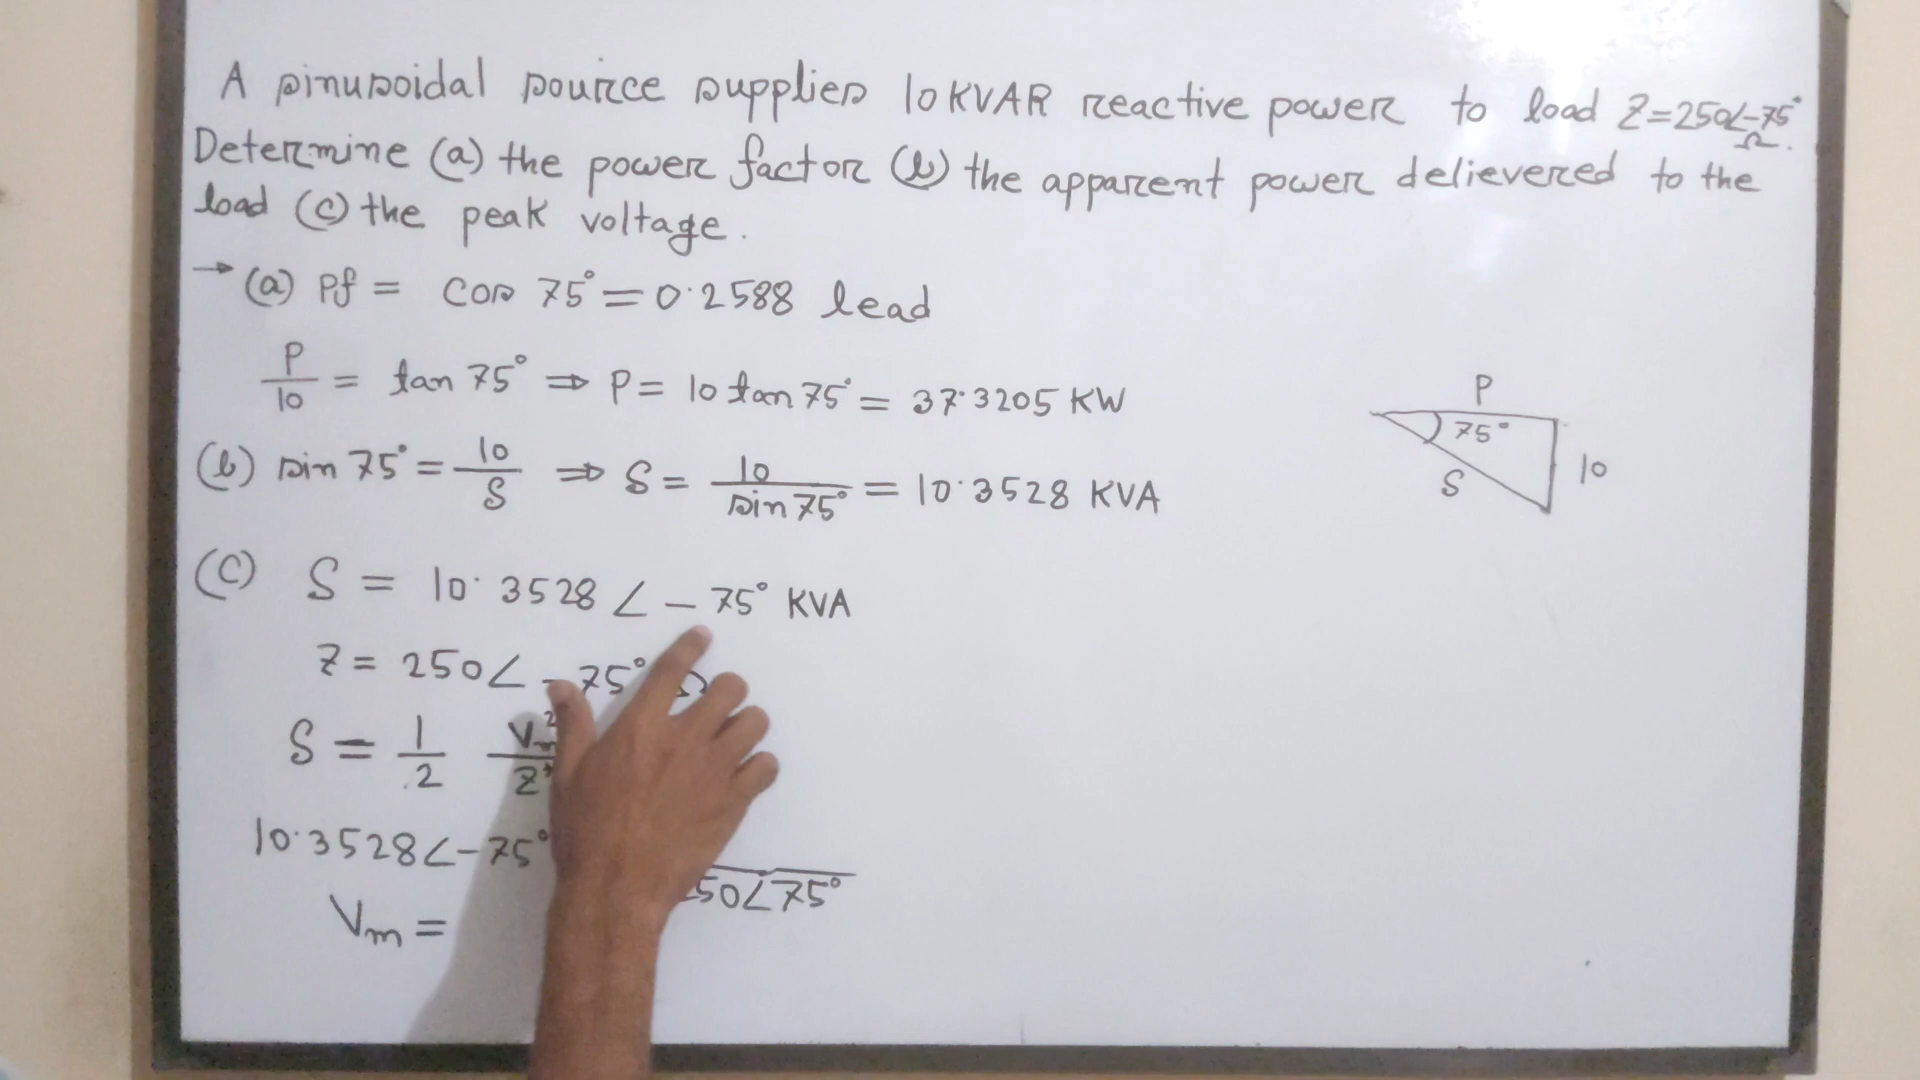 A sinusoidal source supplies 10 KVAR reactive power to load Z=250∠-75° Ω.
Determine (a) the power factor (b) the apparent power delievered to the
load (c) the peak voltage.
→ (a) Pf = cos 75° = 0.2588 lead
P/10 = tan 75° ⇒ P = 10 tan 75° = 37.3205 KW
(b) sin 75° = 10/S ⇒ S = 10/sin 75° = 10.3528 KVA
P
75°
S
10
(c) S = 10.3528 ∠ - 75° KVA
Z = 250∠-75° Ω
S = 1/2 Vm²/Z*
10.3528∠-75° 50∠75°
Vm =